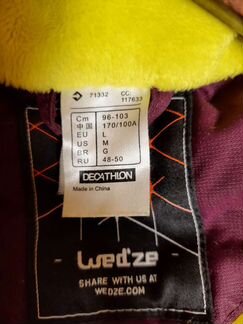 71332 CC: 117633
Cm 96-103
中国 170/100A
EU L
US M
BR G
RU 48-50
DECATHLON
Made in China
wed'ze
SHARE WITH US AT
WEDZE.COM